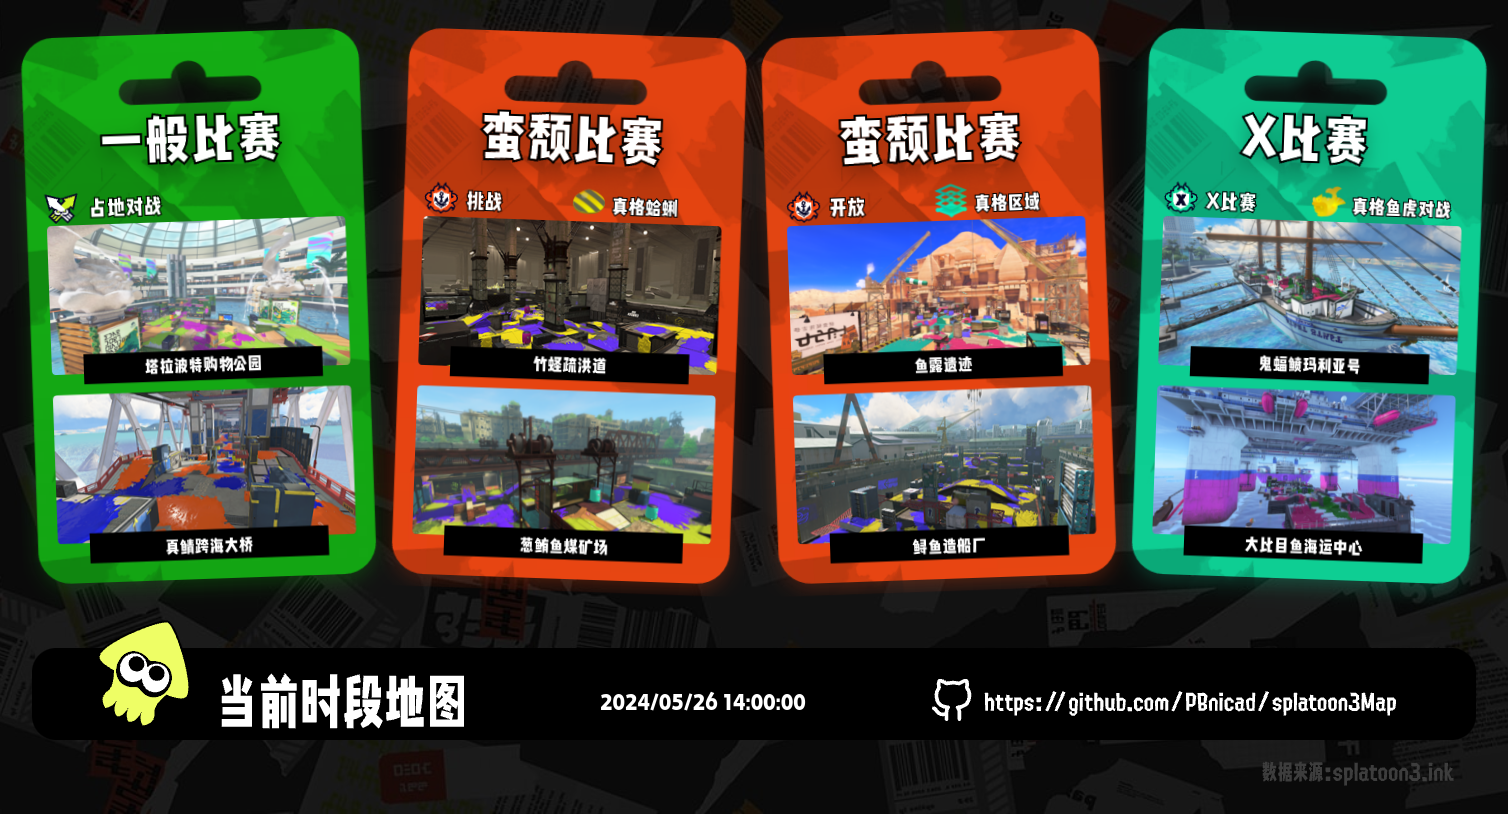 一般比赛
占地对战
塔拉波特购物公园
真鲭跨海大桥
蛮颓比赛
挑战
真格蛤蜊
竹蛏疏洪道
葱鲔鱼煤矿场
蛮颓比赛
开放
真格区域
鱼露遗迹
鲟鱼造船厂
X比赛
X比赛
真格鱼虎对战
鬼蝠鲼玛利亚号
大比目鱼海运中心
当前时段地图
2024/05/26 14:00:00
https://github.com/PBnicad/splatoon3Map
数据来源:splatoon3.ink